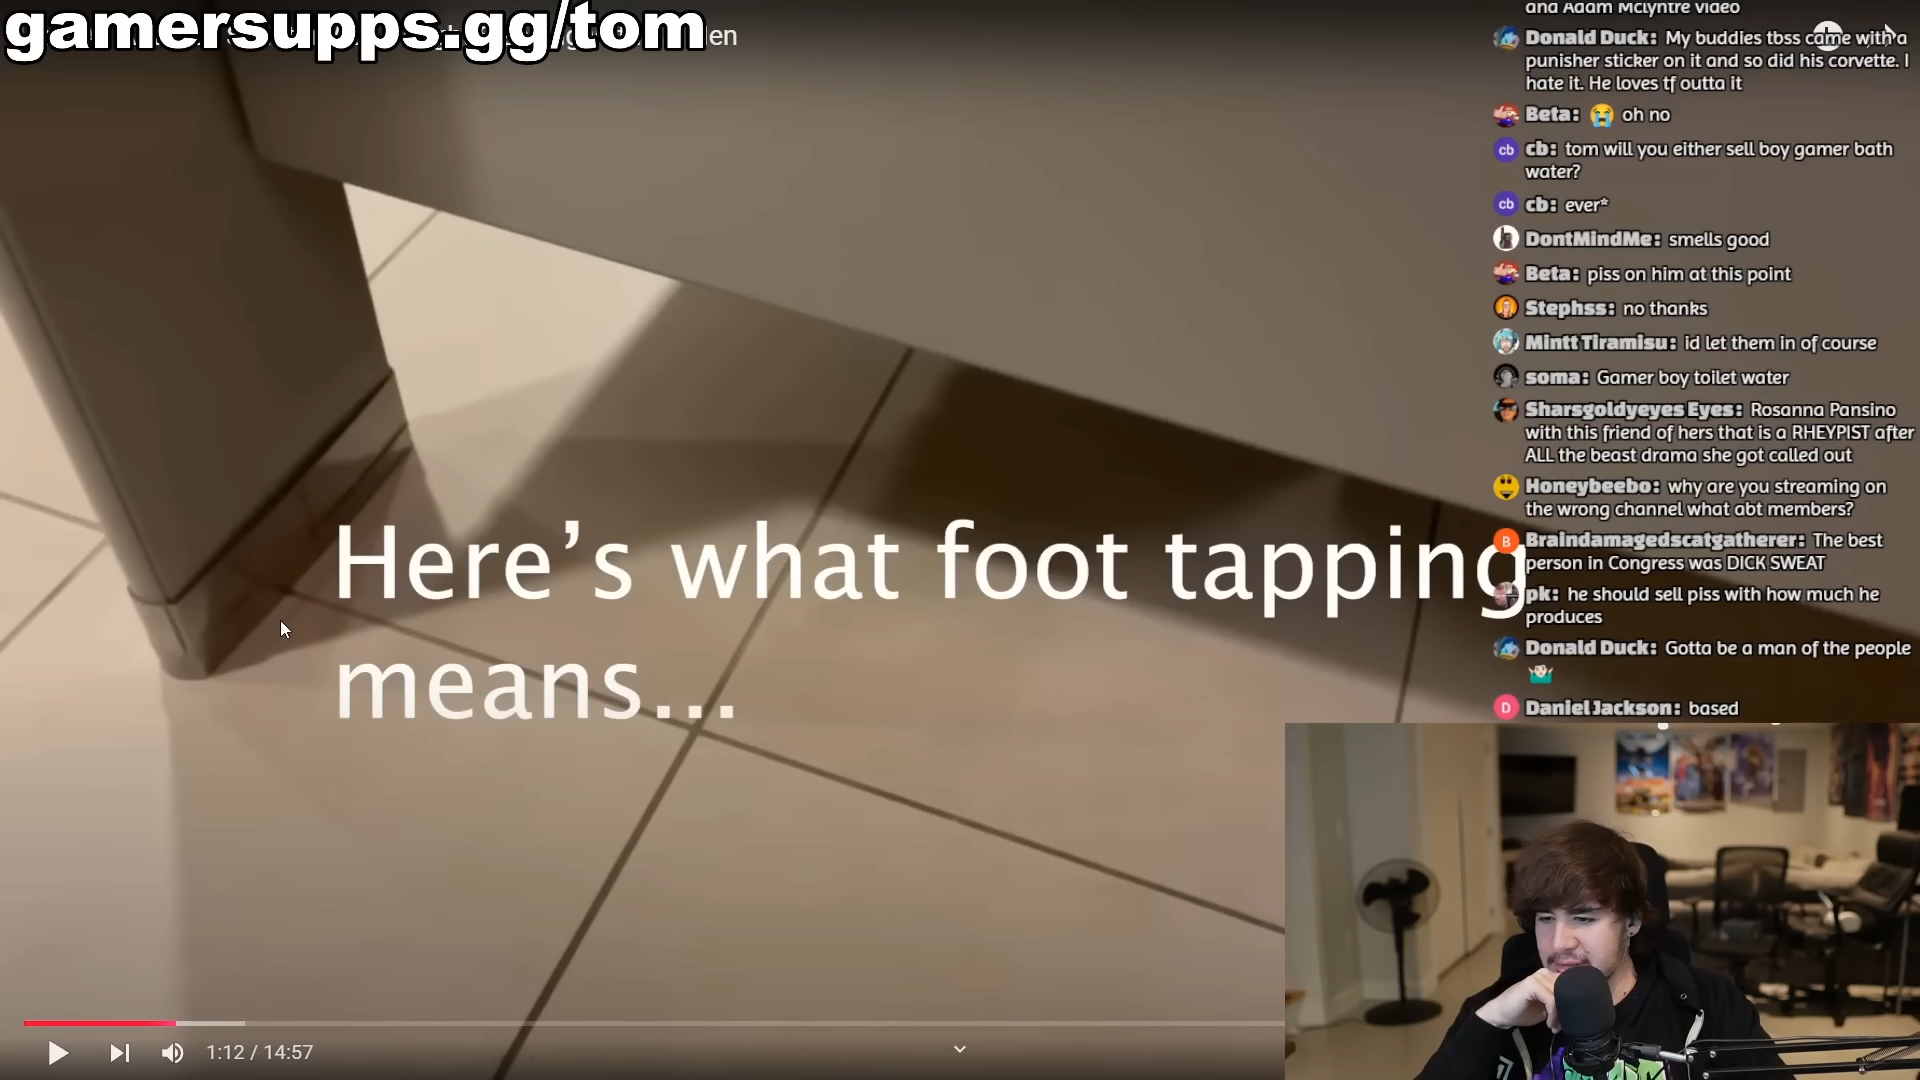 gamersupps.gg/tom
en
and Adam McIyntre video
Donald Duck: My buddies tbss came with a
punisher sticker on it and so did his corvette. I
hate it. He loves tf outta it
Beta: 😭 oh no
cb cb: tom will you either sell boy gamer bath
water?
cb cb: ever*
DontMindMe: smells good
Beta: piss on him at this point
Stephss: no thanks
Mintt Tiramisu: id let them in of course
soma: Gamer boy toilet water
Sharsgoldyeyes Eyes: Rosanna Pansino
with this friend of hers that is a RHEYPIST after
ALL the beast drama she got called out
Honeybeebo: why are you streaming on
the wrong channel what abt members?
B Braindamagedscatgatherer: The best
person in Congress was DICK SWEAT
pk: he should sell piss with how much he
produces
Donald Duck: Gotta be a man of the people
🤷🏻‍♂️
D Daniel Jackson: based
Here’s what foot tapping
means...
1:12 / 14:57